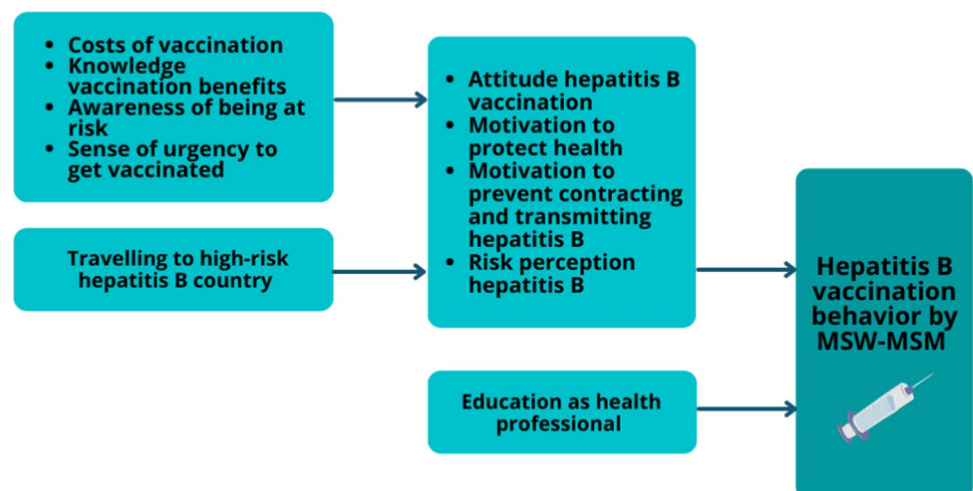 • Costs of vaccination
• Knowledge
vaccination benefits
• Awareness of being at
risk
• Sense of urgency to
get vaccinated
Travelling to high-risk
hepatitis B country
• Attitude hepatitis B
vaccination
• Motivation to
protect health
• Motivation to
prevent contracting
and transmitting
hepatitis B
• Risk perception
hepatitis B
Education as health
professional
Hepatitis B
vaccination
behavior by
MSW-MSM